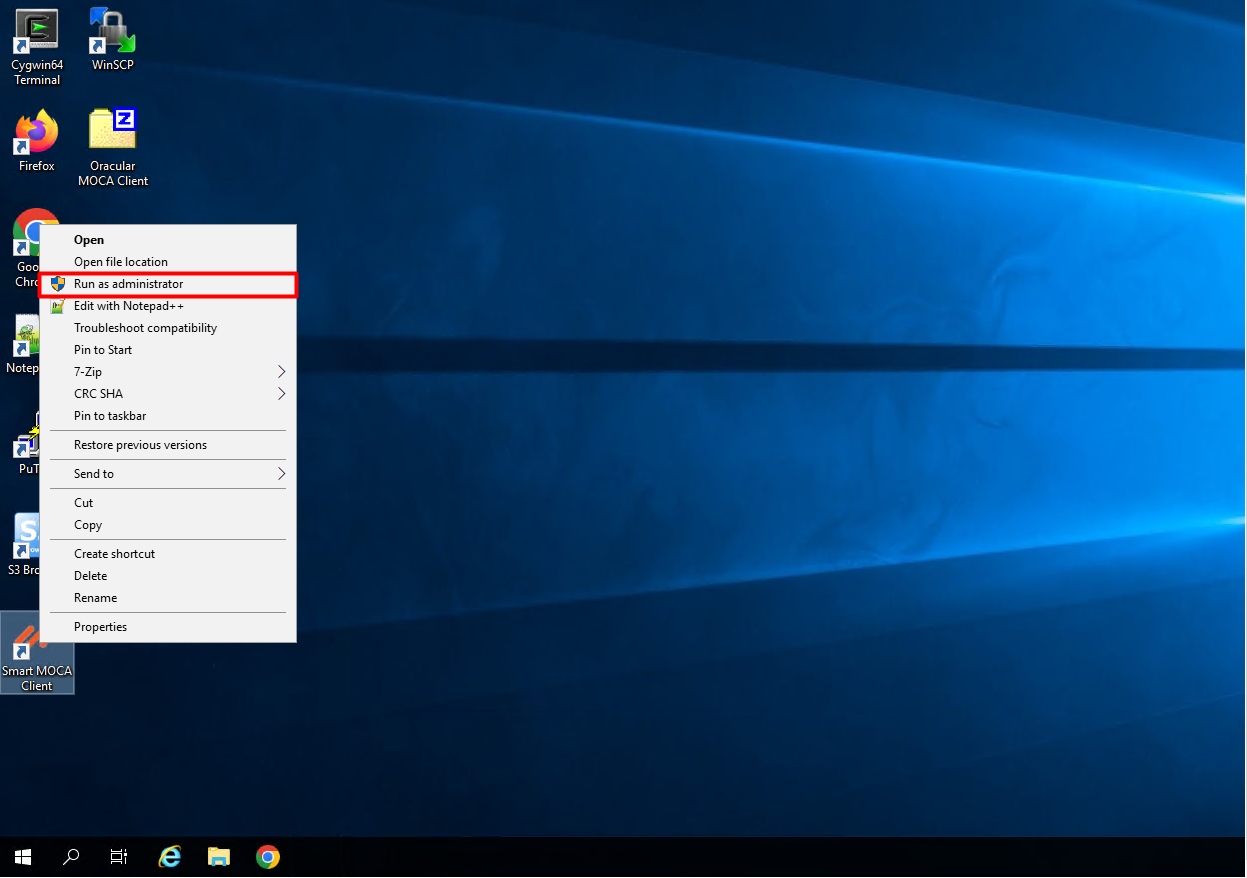 Cygwin64
Terminal
WinSCP
Firefox
Oracular
MOCA Client
Z
Goo
Chro
Notep
PuT
S
S3 Bro
Smart MOCA
Client
Open
Open file location
Run as administrator
Edit with Notepad++
Troubleshoot compatibility
Pin to Start
7-Zip
CRC SHA
Pin to taskbar
Restore previous versions
Send to
Cut
Copy
Create shortcut
Delete
Rename
Properties